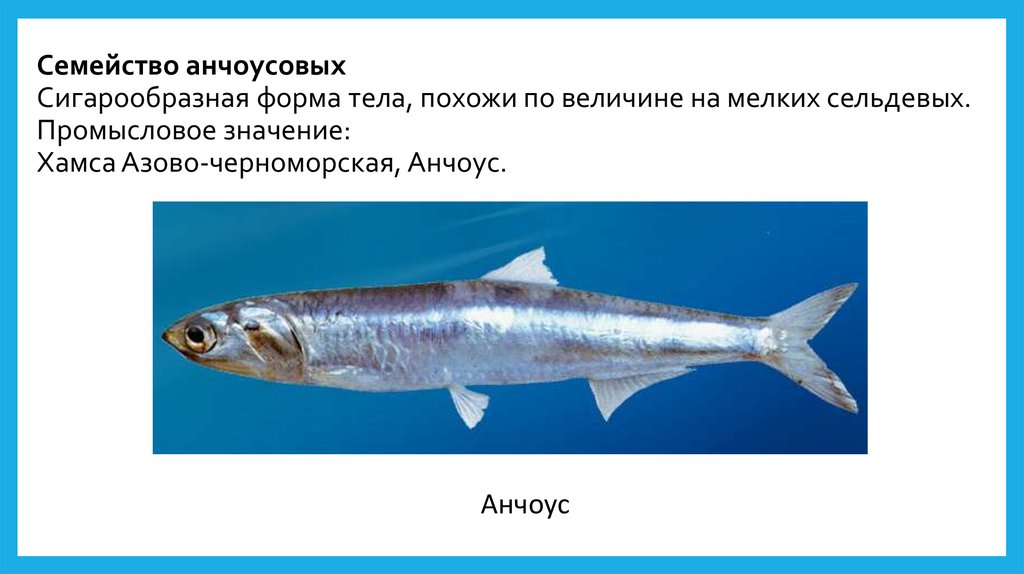 Семейство анчоусовых
Сигарообразная форма тела, похожи по величине на мелких сельдевых.
Промысловое значение:
Хамса Азово-черноморская, Анчоус.
Анчоус